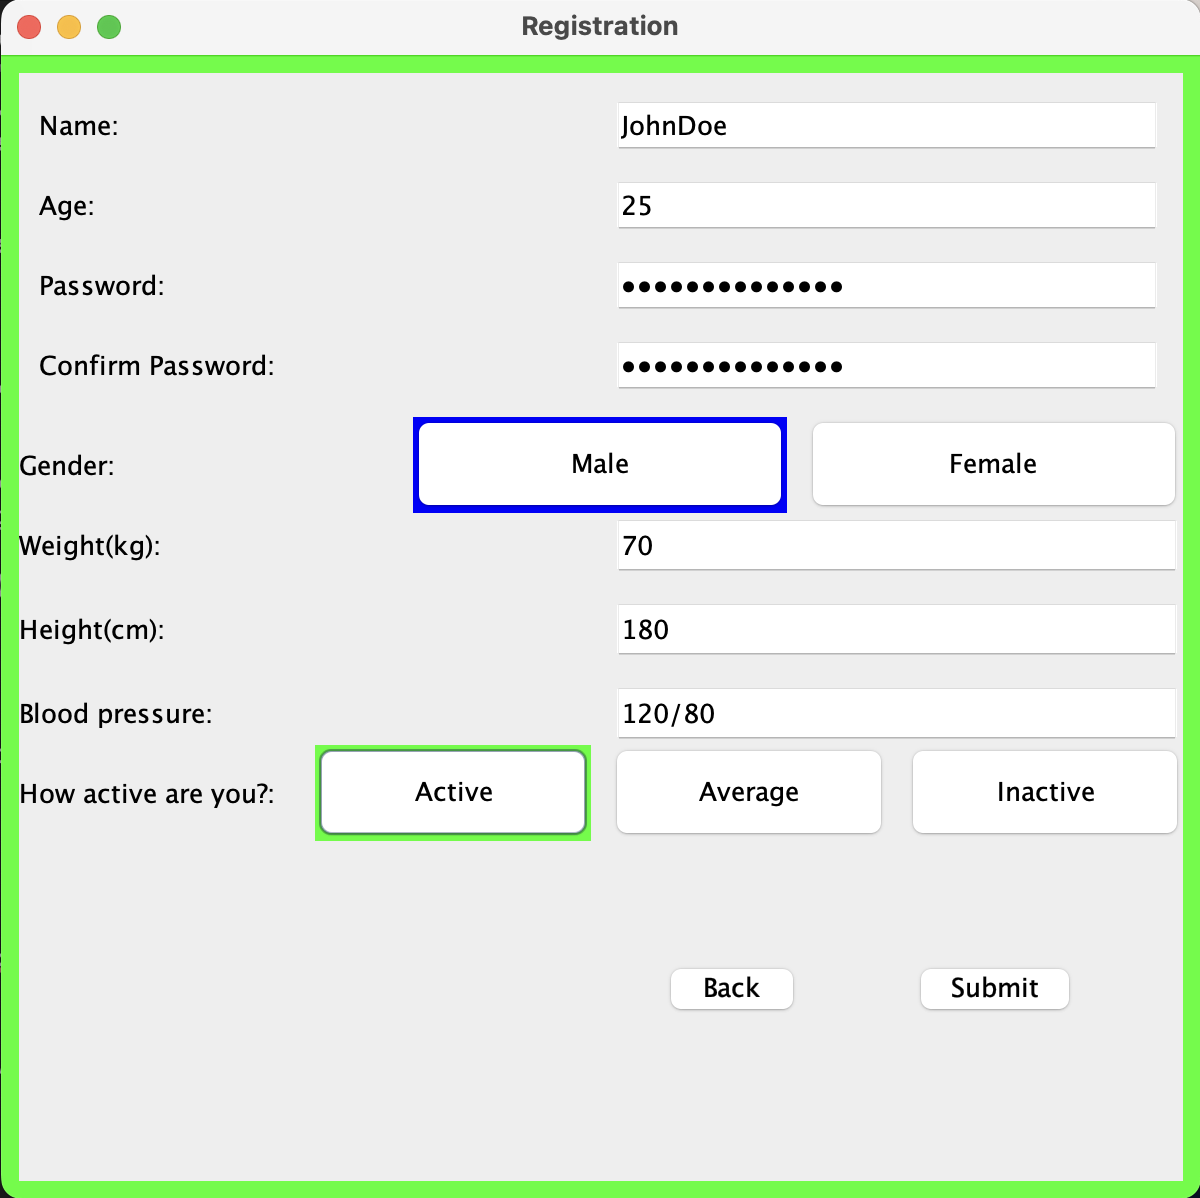 Registration
Name: JohnDoe
Age: 25
Password: ●●●●●●●●●●●●●●
Confirm Password: ●●●●●●●●●●●●●●
Gender: Male Female
Weight(kg): 70
Height(cm): 180
Blood pressure: 120/80
How active are you?: Active Average Inactive
Back Submit